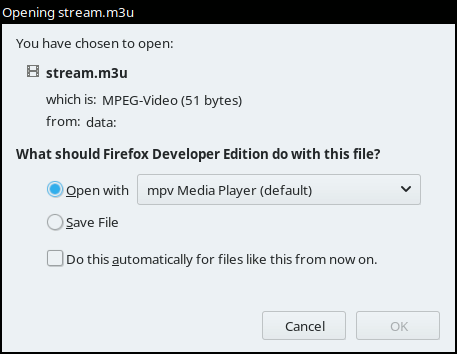 Opening stream.m3u
You have chosen to open:
stream.m3u
which is: MPEG-Video (51 bytes)
from: data:
What should Firefox Developer Edition do with this file?
Open with mpv Media Player (default)
Save File
Do this automatically for files like this from now on.
Cancel OK